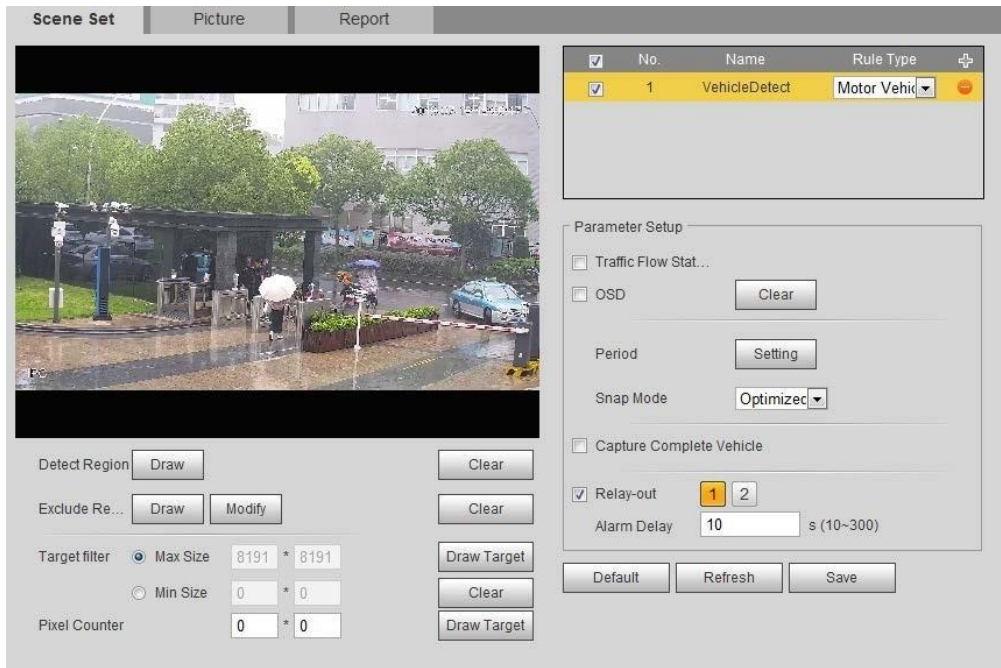 Scene Set Picture Report
No. Name Rule Type
1 VehicleDetect Motor Vehic
Parameter Setup
Traffic Flow Stat...
OSD Clear
Period Setting
Snap Mode Optimizec
Capture Complete Vehicle
Relay-out 1 2
Alarm Delay 10 s (10~300)
Default Refresh Save
Detect Region Draw Clear
Exclude Re... Draw Modify Clear
Target filter Max Size 8191 * 8191 Draw Target
Min Size 0 * 0 Clear
Pixel Counter 0 * 0 Draw Target